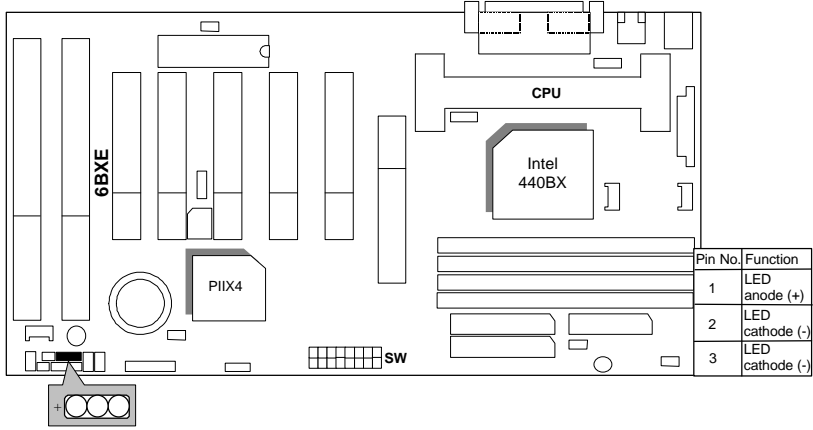 CPU
6BXE
Intel
440BX
PIIX4
SW
Pin No. Function
1 LED
anode (+)
2 LED
cathode (-)
3 LED
cathode (-)
+